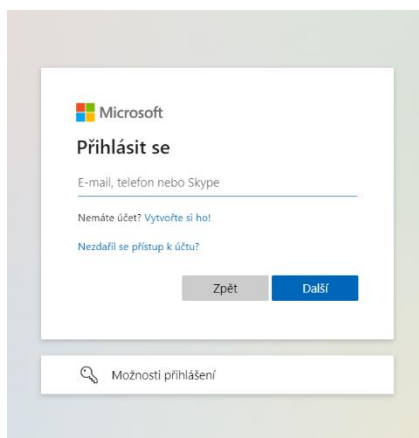 Microsoft
Přihlásit se
E-mail, telefon nebo Skype
Nemáte účet? Vytvořte si ho!
Nezdařil se přístup k účtu?
Zpět
Další
Možnosti přihlášení